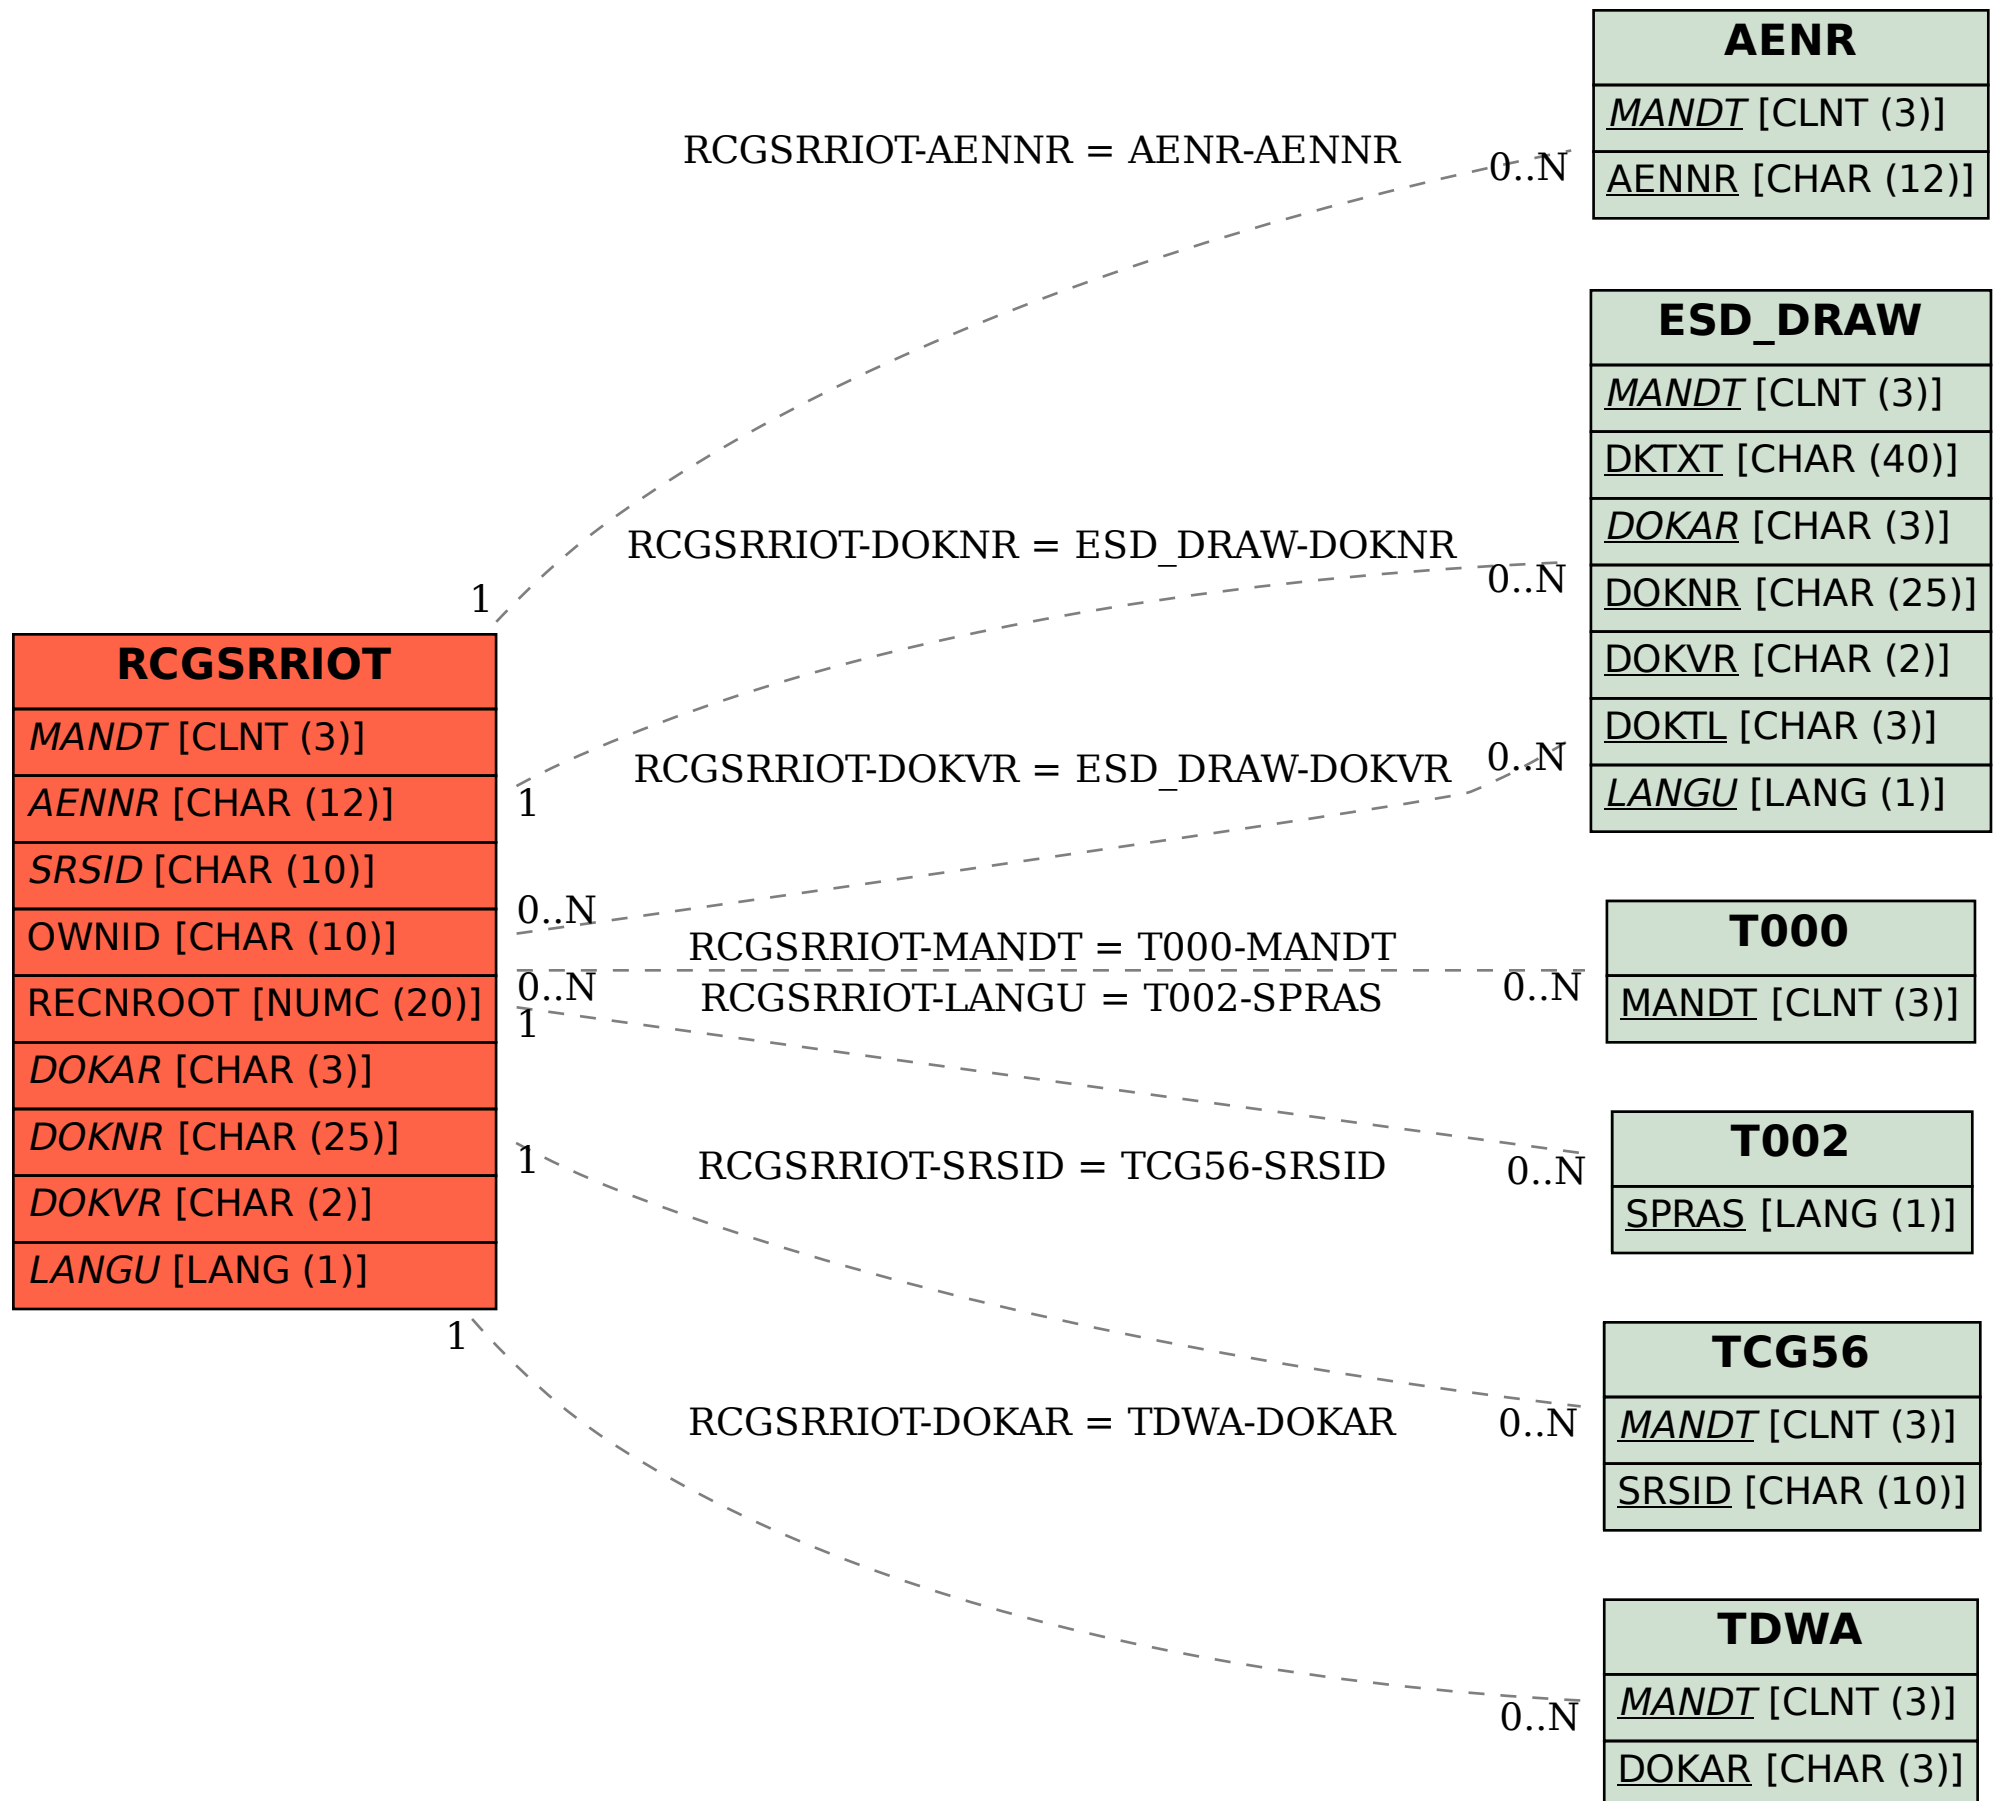 AENR
MANDT [CLNT (3)]
AENNR [CHAR (12)]
RCGSRRIOT-AENNR = AENR-AENNR
0..N
1
ESD_DRAW
MANDT [CLNT (3)]
DKTXT [CHAR (40)]
DOKAR [CHAR (3)]
DOKNR [CHAR (25)]
DOKVR [CHAR (2)]
DOKTL [CHAR (3)]
LANGU [LANG (1)]
RCGSRRIOT-DOKNR = ESD_DRAW-DOKNR
0..N
1
RCGSRRIOT-DOKVR = ESD_DRAW-DOKVR
0..N
0..N
RCGSRRIOT
MANDT [CLNT (3)]
AENNR [CHAR (12)]
SRSID [CHAR (10)]
OWNID [CHAR (10)]
RECNROOT [NUMC (20)]
DOKAR [CHAR (3)]
DOKNR [CHAR (25)]
DOKVR [CHAR (2)]
LANGU [LANG (1)]
RCGSRRIOT-MANDT = T000-MANDT
0..N
0..N
T000
MANDT [CLNT (3)]
RCGSRRIOT-LANGU = T002-SPRAS
1
0..N
T002
SPRAS [LANG (1)]
RCGSRRIOT-SRSID = TCG56-SRSID
1
0..N
TCG56
MANDT [CLNT (3)]
SRSID [CHAR (10)]
RCGSRRIOT-DOKAR = TDWA-DOKAR
1
0..N
TDWA
MANDT [CLNT (3)]
DOKAR [CHAR (3)]